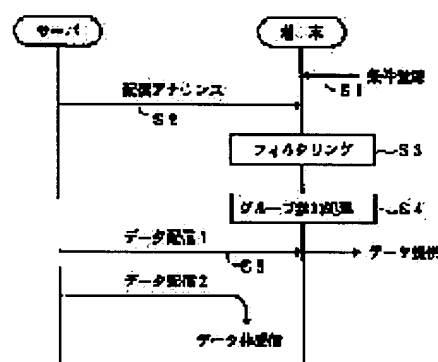 サーバ
端末
条件登録
S1
配信アナウンス
S2
フィルタリング
S3
グループ参加処理
S4
データ配信1
S5
データ提供
データ配信2
データ非受信